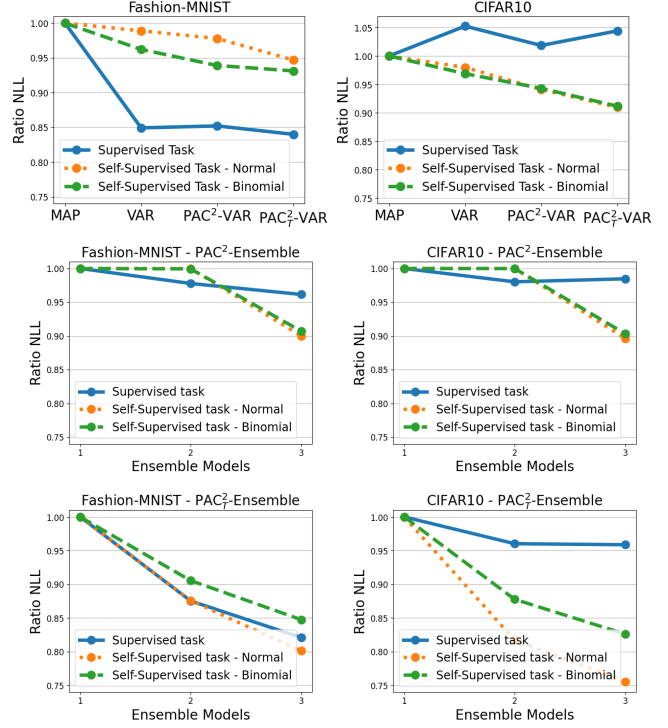 Fashion-MNIST
Ratio NLL
1.00
0.95
0.90
0.85
0.80
0.75
Supervised Task
Self-Supervised Task - Normal
Self-Supervised Task - Binomial
MAP VAR PAC²-VAR PAC²_T-VAR
CIFAR10
Ratio NLL
1.05
1.00
0.95
0.90
0.85
0.80
0.75
Supervised Task
Self-Supervised Task - Normal
Self-Supervised Task - Binomial
MAP VAR PAC²-VAR PAC²_T-VAR
Fashion-MNIST - PAC²-Ensemble
Ratio NLL
1.00
0.95
0.90
0.85
0.80
0.75
Supervised task
Self-Supervised task - Normal
Self-Supervised task - Binomial
1 2 3
Ensemble Models
CIFAR10 - PAC²-Ensemble
Ratio NLL
1.00
0.95
0.90
0.85
0.80
0.75
Supervised task
Self-Supervised task - Normal
Self-Supervised task - Binomial
1 2 3
Ensemble Models
Fashion-MNIST - PAC²_T-Ensemble
Ratio NLL
1.00
0.95
0.90
0.85
0.80
0.75
Supervised task
Self-Supervised task - Normal
Self-Supervised task - Binomial
1 2 3
Ensemble Models
CIFAR10 - PAC²_T-Ensemble
Ratio NLL
1.00
0.95
0.90
0.85
0.80
0.75
Supervised task
Self-Supervised task - Normal
Self-Supervised task - Binomial
1 2 3
Ensemble Models